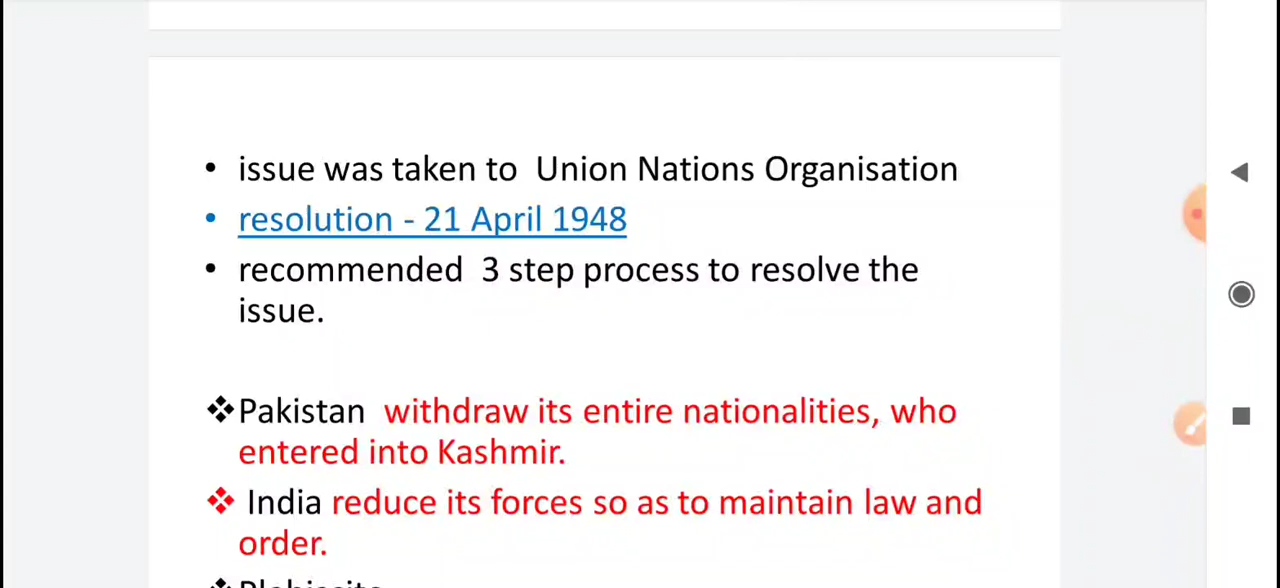 • issue was taken to Union Nations Organisation
• resolution - 21 April 1948
• recommended 3 step process to resolve the
issue.
❖Pakistan withdraw its entire nationalities, who
entered into Kashmir.
❖ India reduce its forces so as to maintain law and
order.
❖Plebiscite